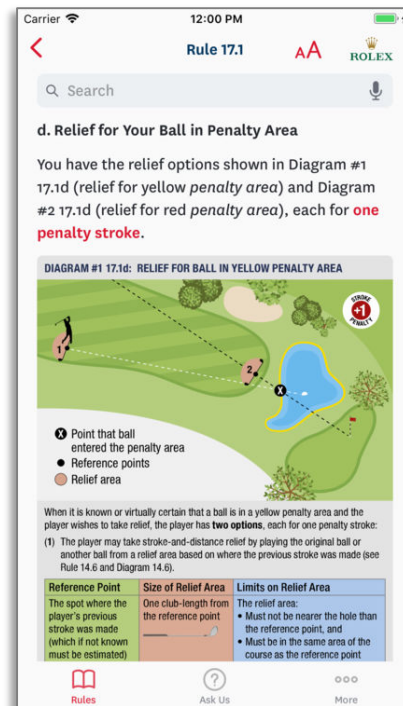 Carrier 12:00 PM
Rule 17.1 AA ROLEX
Search
d. Relief for Your Ball in Penalty Area
You have the relief options shown in Diagram #1
17.1d (relief for yellow penalty area) and Diagram
#2 17.1d (relief for red penalty area), each for one
penalty stroke.
DIAGRAM #1 17.1d: RELIEF FOR BALL IN YELLOW PENALTY AREA
STROKE
+1
PENALTY
1
2
X
X Point that ball
entered the penalty area
Reference points
Relief area
When it is known or virtually certain that a ball is in a yellow penalty area and the
player wishes to take relief, the player has two options, each for one penalty stroke:
(1) The player may take stroke-and-distance relief by playing the original ball or
another ball from a relief area based on where the previous stroke was made (see
Rule 14.6 and Diagram 14.6).
Reference Point Size of Relief Area Limits on Relief Area
The spot where the One club-length from The relief area:
player's previous the reference point • Must not be nearer the hole than
stroke was made the reference point, and
(which if not known • Must be in the same area of the
must be estimated) course as the reference point
Rules Ask Us More